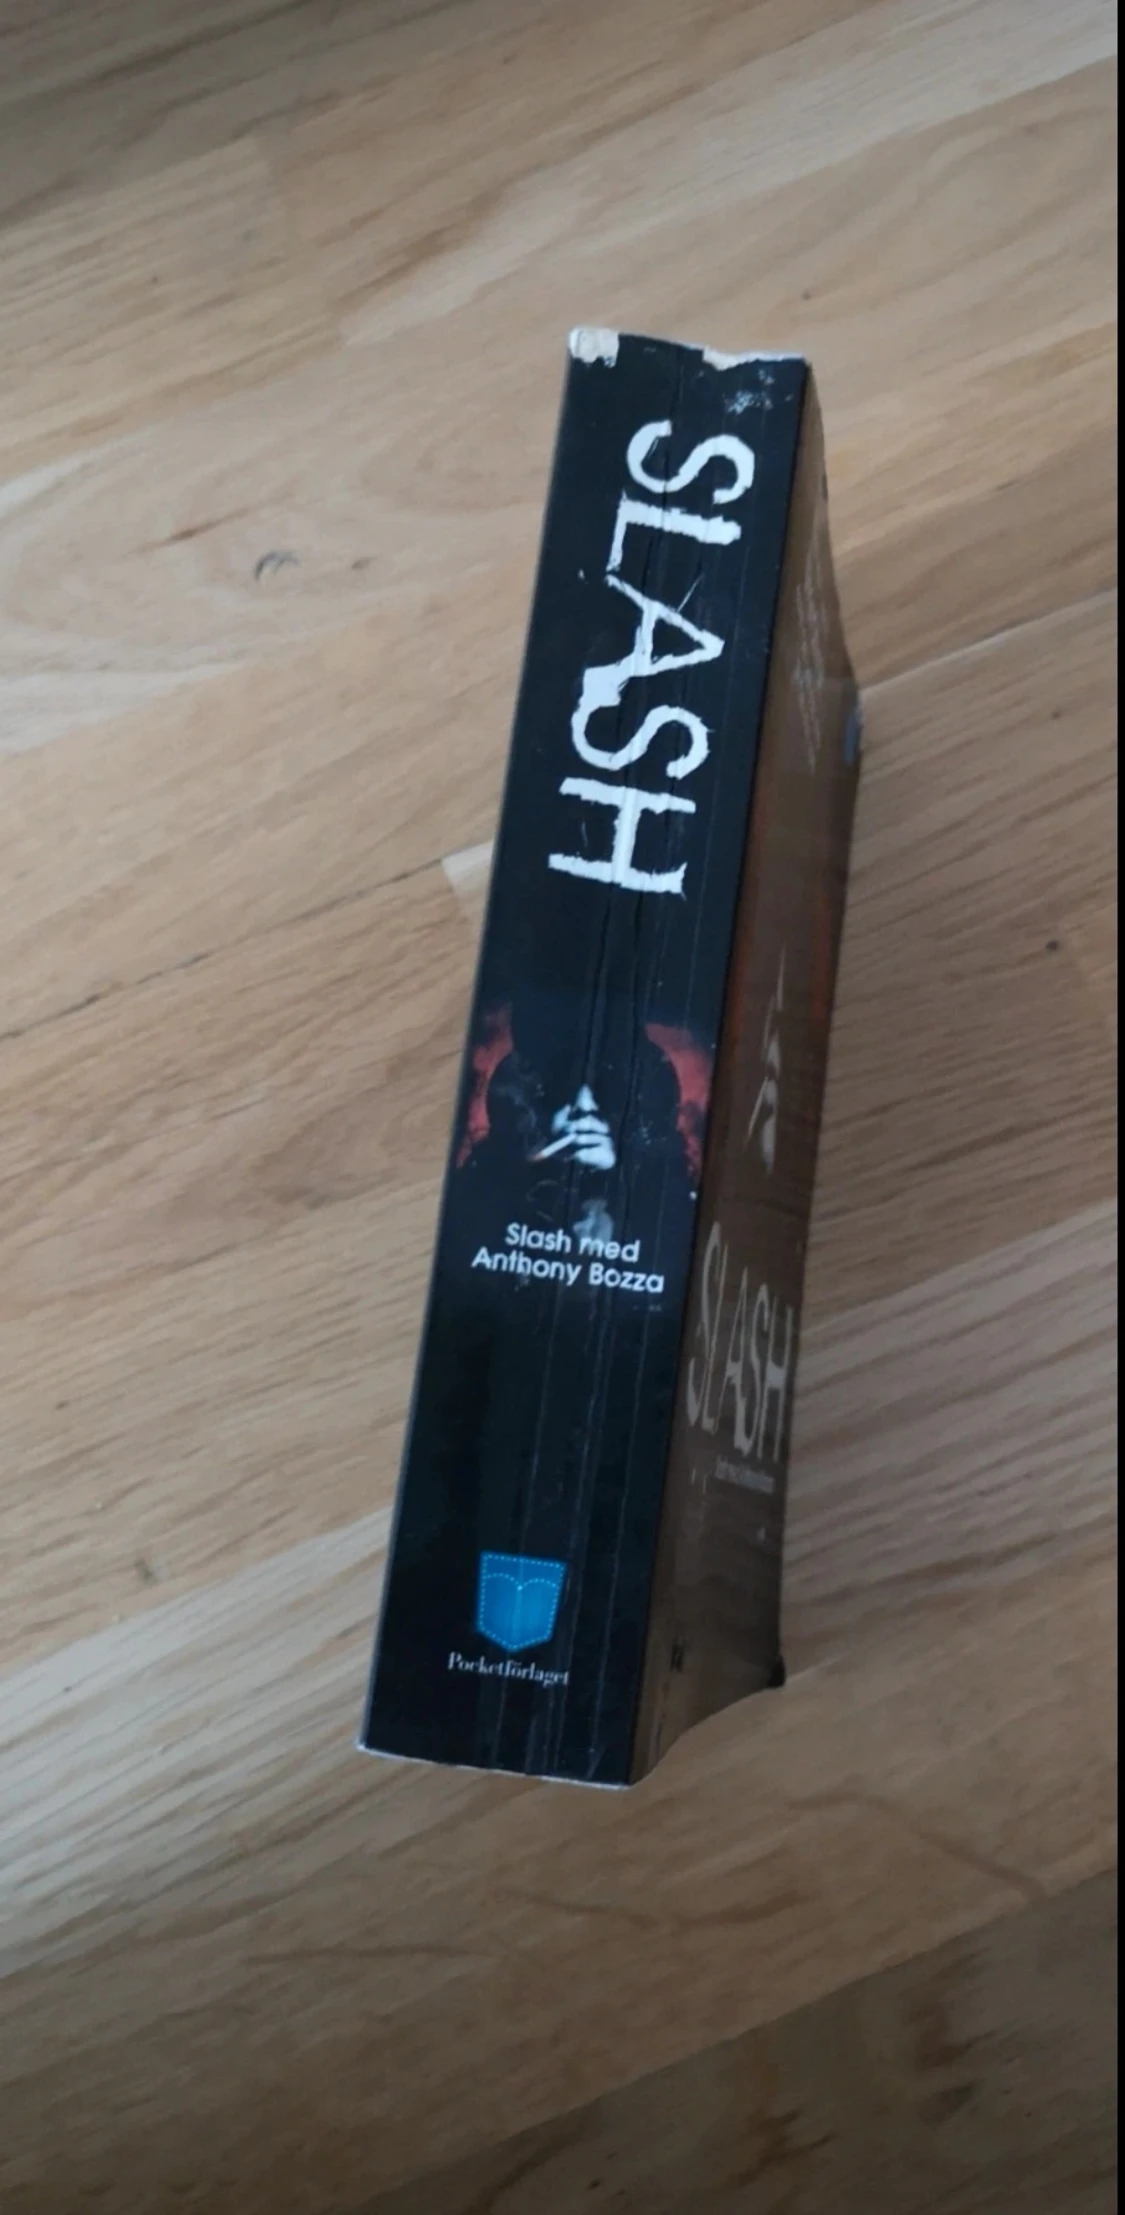 SLASH
Slash med
Anthony Bozza
Pocketförlaget
SLASH